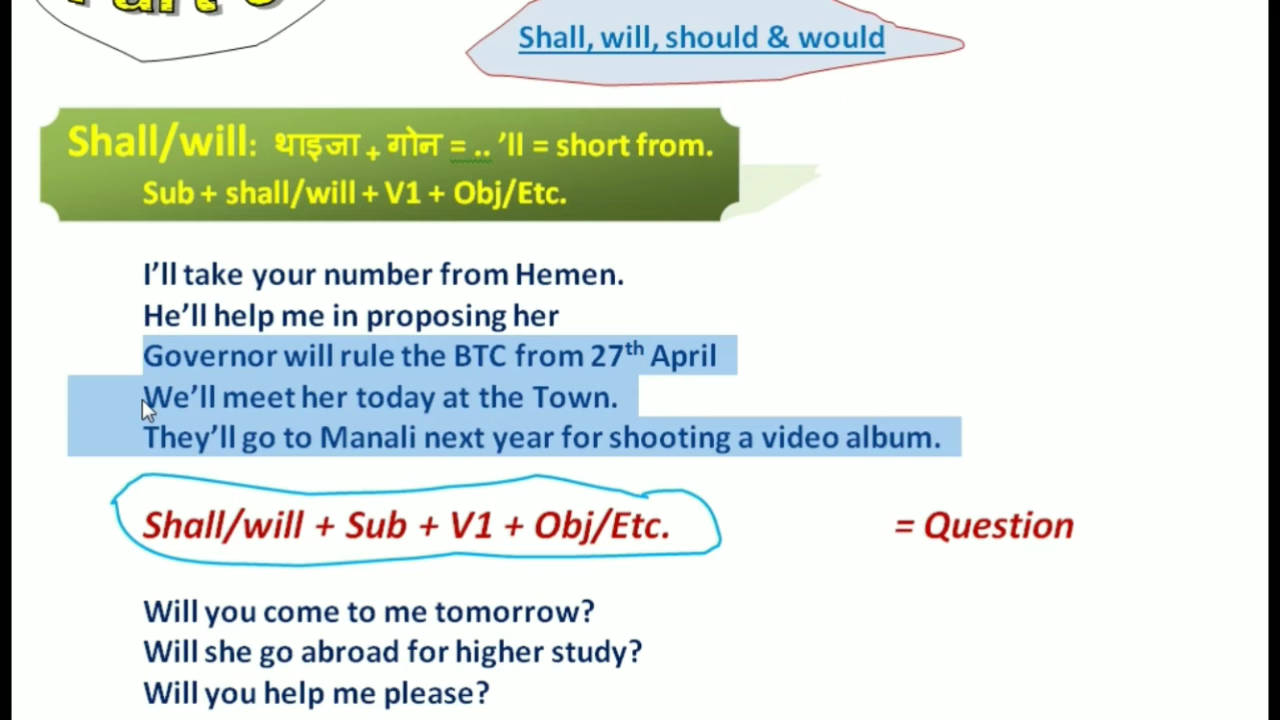 Shall, will, should & would
Shall/will: थाइजा + गोन = .. 'll = short from.
Sub + shall/will + V1 + Obj/Etc.
I'll take your number from Hemen.
He'll help me in proposing her
Governor will rule the BTC from 27th April
We'll meet her today at the Town.
They'll go to Manali next year for shooting a video album.
Shall/will + Sub + V1 + Obj/Etc. = Question
Will you come to me tomorrow?
Will she go abroad for higher study?
Will you help me please?